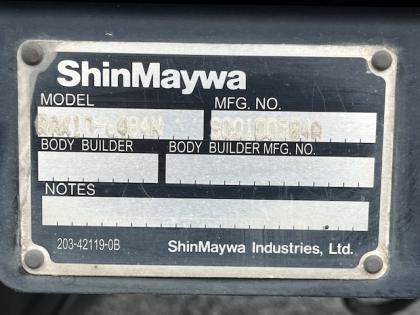 ShinMaywa
MODEL MFG. NO.
BODY BUILDER BODY BUILDER MFG. NO.
NOTES
203-42119-0B ShinMaywa Industries, Ltd.